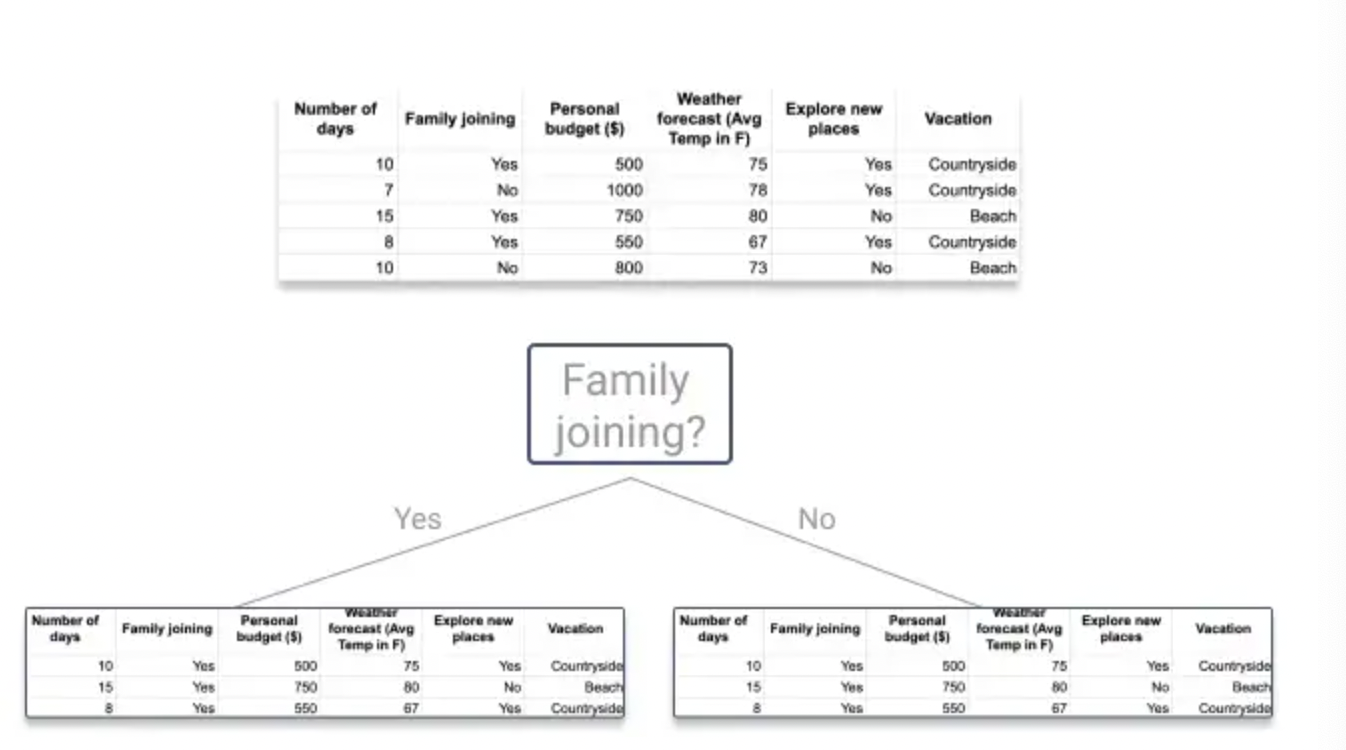 Number of days Family joining Personal budget ($) Weather forecast (Avg Temp in F) Explore new places Vacation
10 Yes 500 75 Yes Countryside
7 No 1000 78 Yes Countryside
15 Yes 750 80 No Beach
8 Yes 550 67 Yes Countryside
10 No 800 73 No Beach
Family
joining?
Yes
No
Number of days Family joining Personal budget ($) Weather forecast (Avg Temp in F) Explore new places Vacation
10 Yes 500 75 Yes Countryside
15 Yes 750 80 No Beach
8 Yes 550 67 Yes Countryside
Number of days Family joining Personal budget ($) Weather forecast (Avg Temp in F) Explore new places Vacation
10 Yes 500 75 Yes Countryside
15 Yes 750 80 No Beach
8 Yes 550 67 Yes Countryside